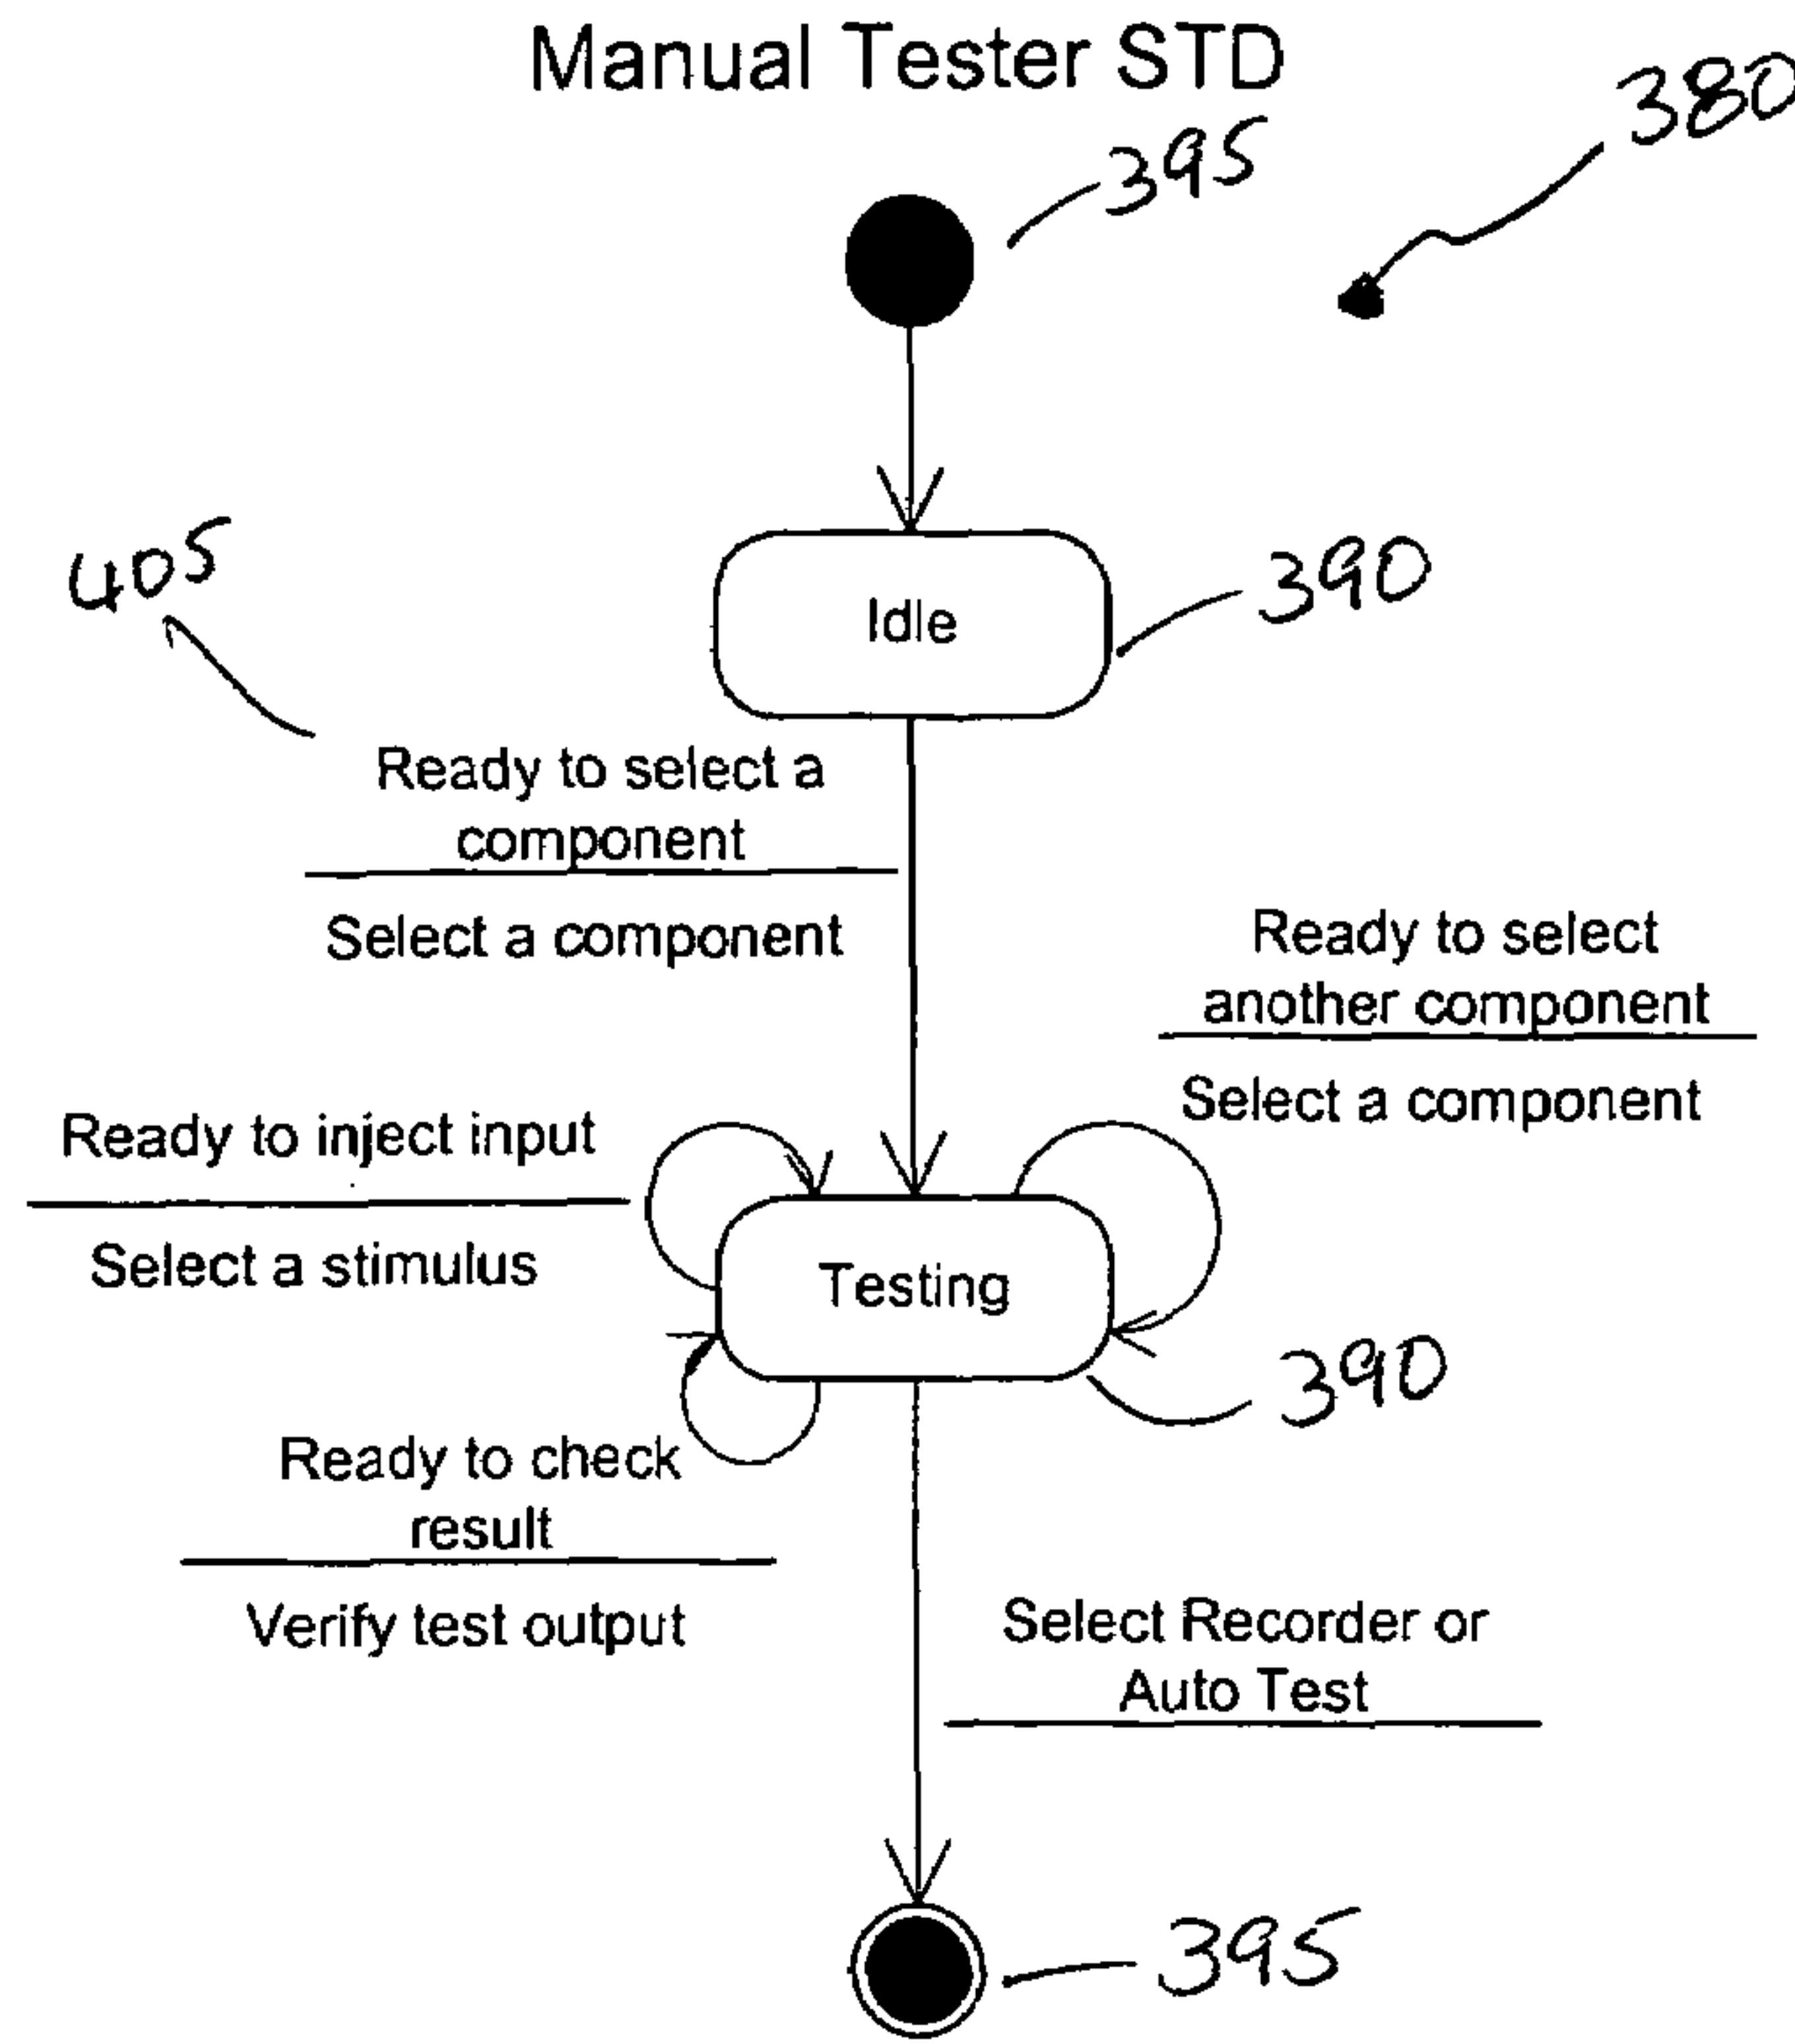 Manual Tester STD
380
395
405
390
Idle
Ready to select a
component
Select a component
Ready to select
another component
Select a component
Ready to inject input
Select a stimulus
Testing
390
Ready to check
result
Verify test output
Select Recorder or
Auto Test
395